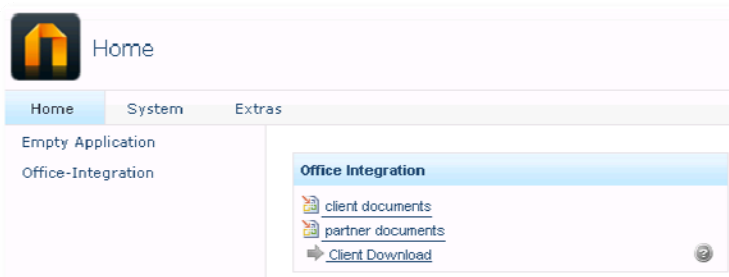 Home
Home System Extras
Empty Application
Office-Integration
Office Integration
client documents
partner documents
Client Download